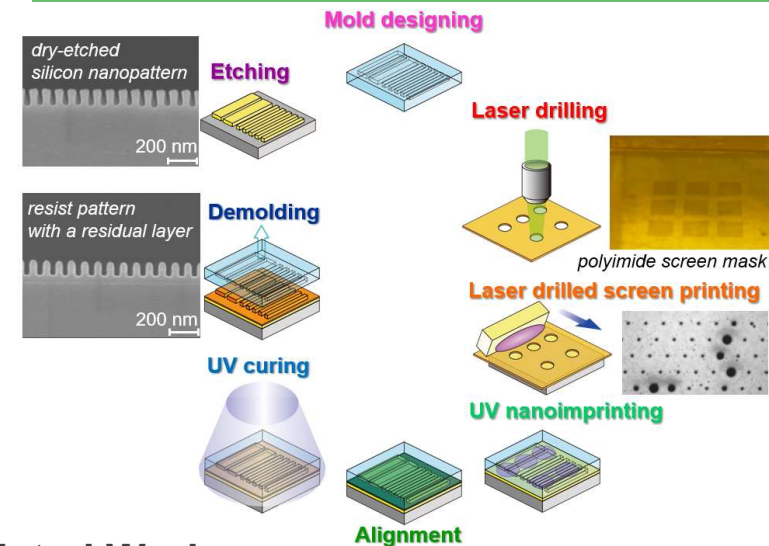 Mold designing
dry-etched
silicon nanopattern
Etching
200 nm
Laser drilling
polyimide screen mask
resist pattern
with a residual layer
Demolding
200 nm
Laser drilled screen printing
UV curing
UV nanoimprinting
Alignment